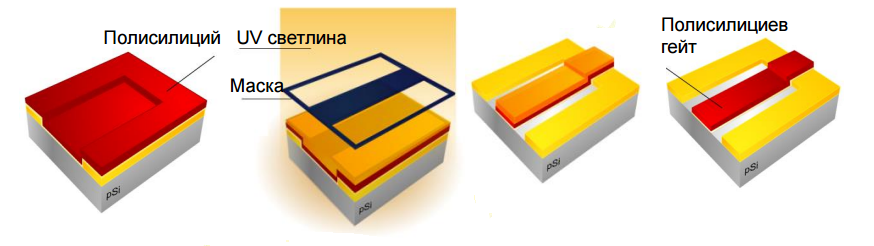 Полисилиций
UV светлина
Маска
Полисилициев
гейт
pSi
pSi
pSi
pSi